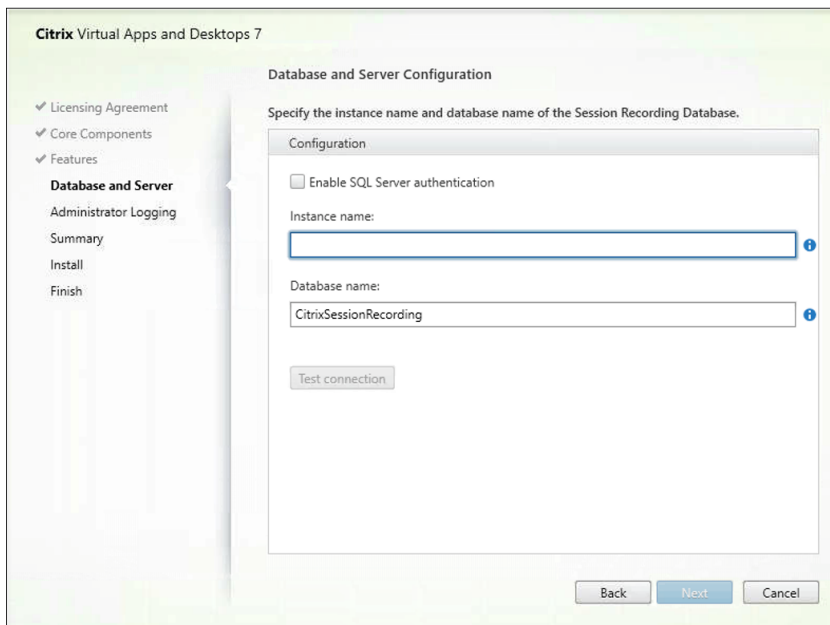 Citrix Virtual Apps and Desktops 7
Licensing Agreement
Core Components
Features
Database and Server
Administrator Logging
Summary
Install
Finish
Database and Server Configuration
Specify the instance name and database name of the Session Recording Database.
Configuration
Enable SQL Server authentication
Instance name:
Database name:
CitrixSessionRecording
Test connection
Back
Next
Cancel